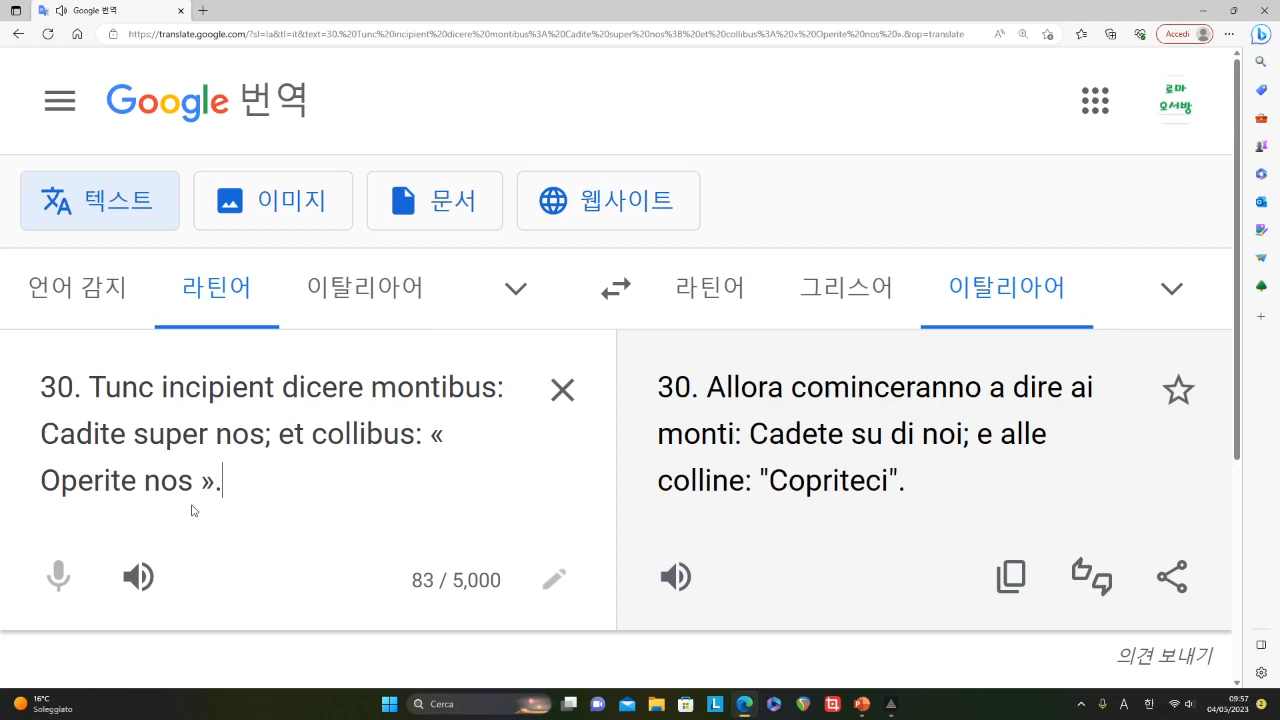 Google 번역
https://translate.google.com/?sl=la&tl=it&text=30.%20Tunc%20incipient%20dicere%20montibus%3A%20Cadite%20super%20nos%3B%20et%20collibus%3A%20«%20Operite%20nos%20».&op=translate
Accedi
Google 번역
로마
오서방
텍스트
이미지
문서
웹사이트
언어 감지
라틴어
이탈리아어
라틴어
그리스어
이탈리아어
30. Tunc incipient dicere montibus:
Cadite super nos; et collibus: «
Operite nos ».
83 / 5,000
30. Allora cominceranno a dire ai
monti: Cadete su di noi; e alle
colline: "Copriteci".
의견 보내기
16°C
Soleggiato
Cerca
A
한
09:57
04/05/2023
2